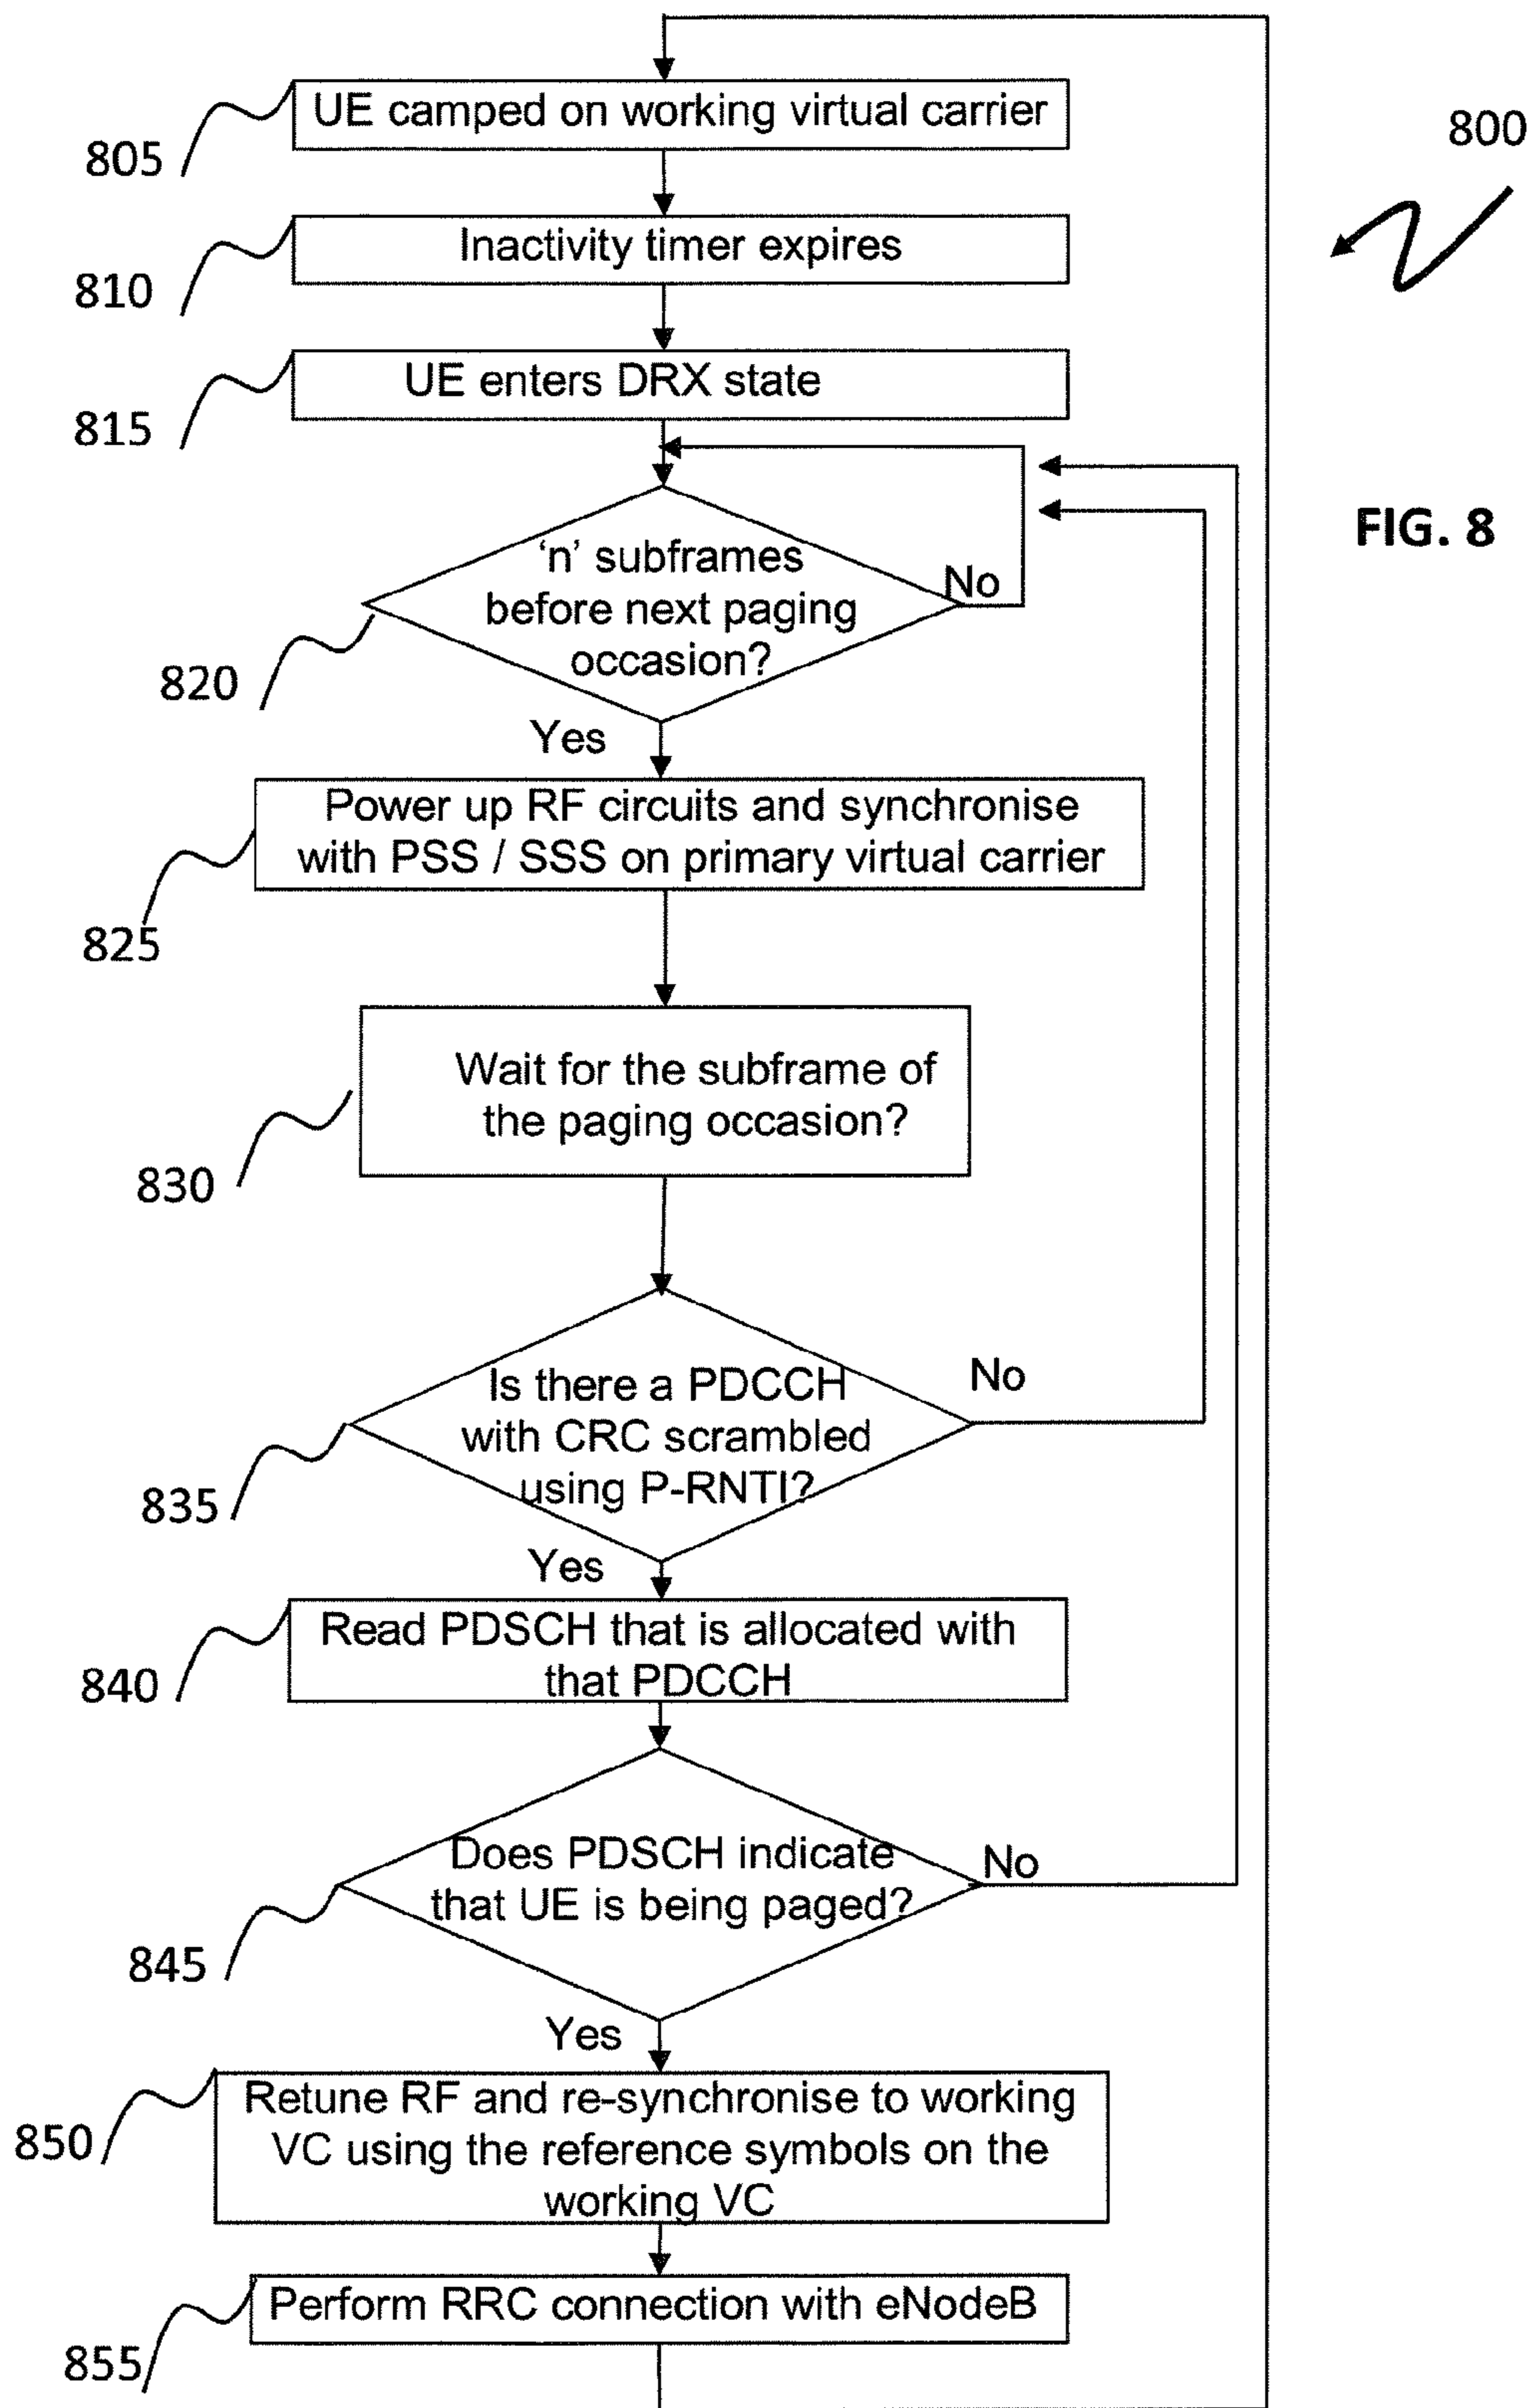 UE camped on working virtual carrier
805
800
Inactivity timer expires
810
UE enters DRX state
815
FIG. 8
'n' subframes
before next paging
occasion?
No
820
Yes
Power up RF circuits and synchronise
with PSS / SSS on primary virtual carrier
825
Wait for the subframe of
the paging occasion?
830
Is there a PDCCH
with CRC scrambled
using P-RNTI?
No
835
Yes
Read PDSCH that is allocated with
that PDCCH
840
Does PDSCH indicate
that UE is being paged?
No
845
Yes
Retune RF and re-synchronise to working
VC using the reference symbols on the
working VC
850
Perform RRC connection with eNodeB
855